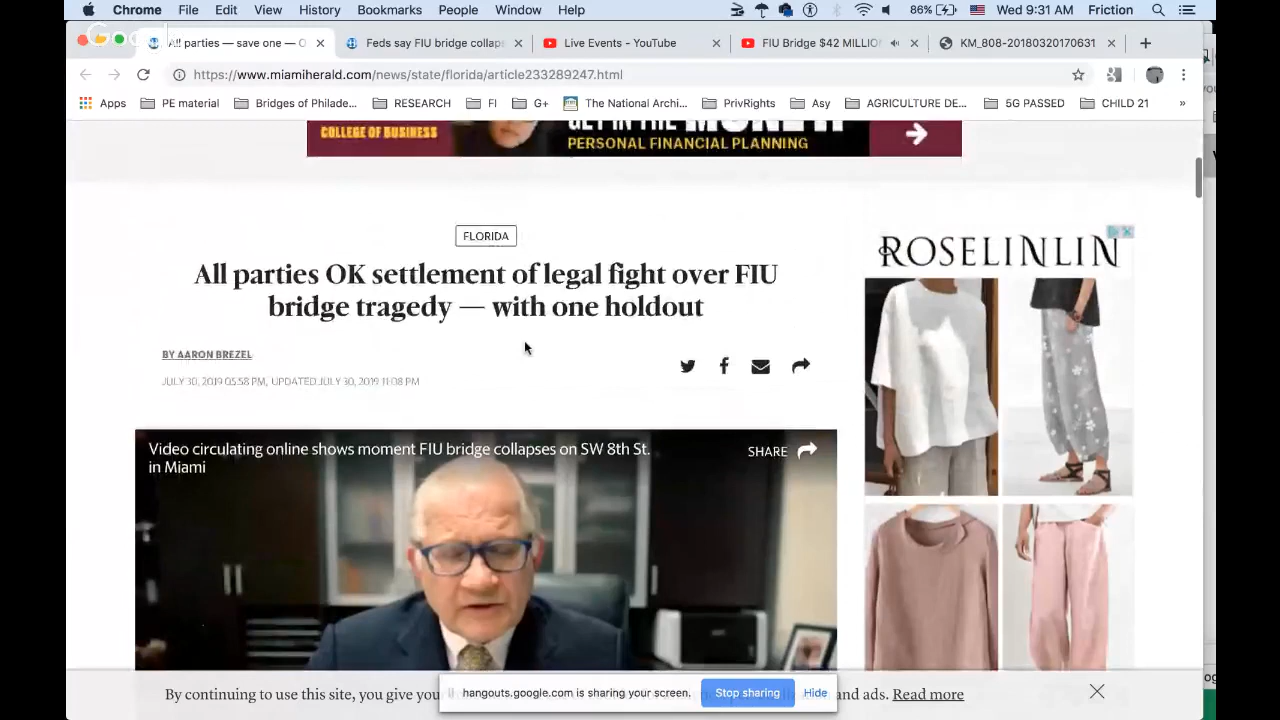 Chrome File Edit View History Bookmarks People Window Help 86% Wed 9:31 AM Friction
All parties — save one — O Feds say FIU bridge collaps Live Events - YouTube FIU Bridge $42 MILLIO KM_808-20180320170631
https://www.miamiherald.com/news/state/florida/article233289247.html
Apps PE material Bridges of Philade... RESEARCH FI G+ The National Archi... PrivRights Asy AGRICULTURE DE... 5G PASSED CHILD 21 »
COLLEGE OF BUSINESS
PERSONAL FINANCIAL PLANNING
FLORIDA
All parties OK settlement of legal fight over FIU
bridge tragedy — with one holdout
BY AARON BREZEL
JULY 30, 2019 05:58 PM, UPDATED JULY 30, 2019 11:08 PM
ROSELINLIN
Video circulating online shows moment FIU bridge collapses on SW 8th St.
in Miami
SHARE
By continuing to use this site, you give your and ads. Read more
hangouts.google.com is sharing your screen. Stop sharing Hide